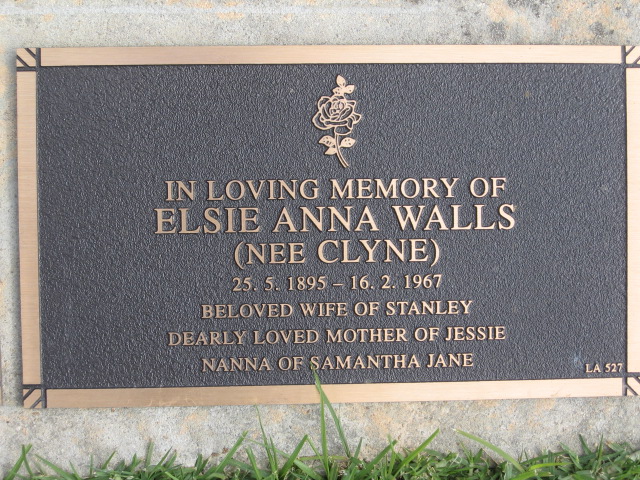 IN LOVING MEMORY OF
ELSIE ANNA WALLS
(NEE CLYNE)
25. 5. 1895 – 16. 2. 1967
BELOVED WIFE OF STANLEY
DEARLY LOVED MOTHER OF JESSIE
NANNA OF SAMANTHA JANE
LA 527